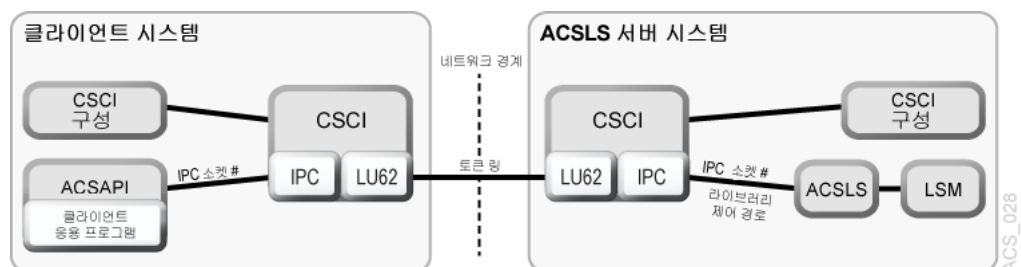 클라이언트 시스템
CSCI
구성
ACSAPI
클라이언트
응용 프로그램
IPC 소켓 #
CSCI
IPC
LU62
네트워크 경계
토큰 링
ACSLS 서버 시스템
CSCI
LU62
IPC
IPC 소켓 #
라이브러리
제어 경로
CSCI
구성
ACSLS
LSM
ACS_028